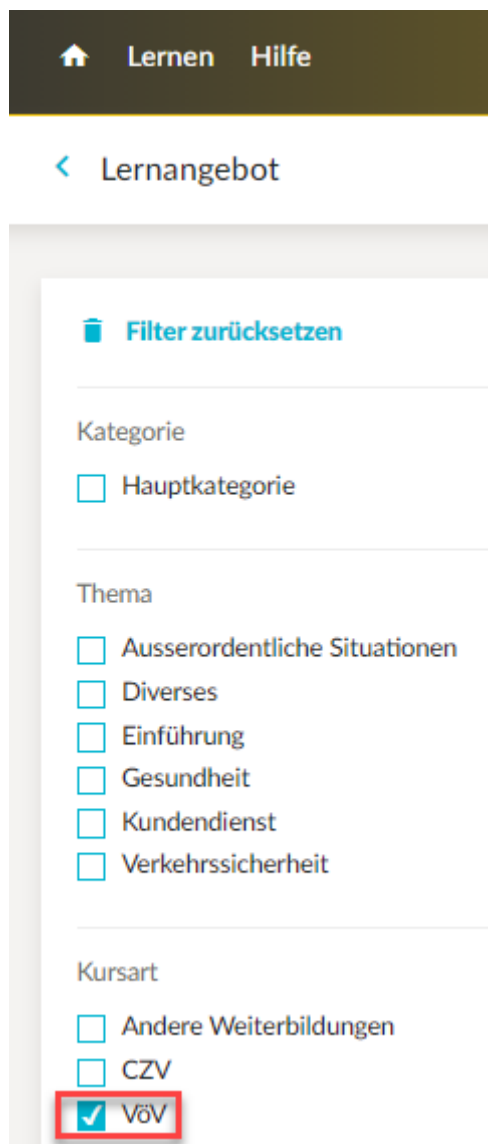 Lernen Hilfe
Lernangebot
Filter zurücksetzen
Kategorie
Hauptkategorie
Thema
Ausserordentliche Situationen
Diverses
Einführung
Gesundheit
Kundendienst
Verkehrssicherheit
Kursart
Andere Weiterbildungen
CZV
VöV